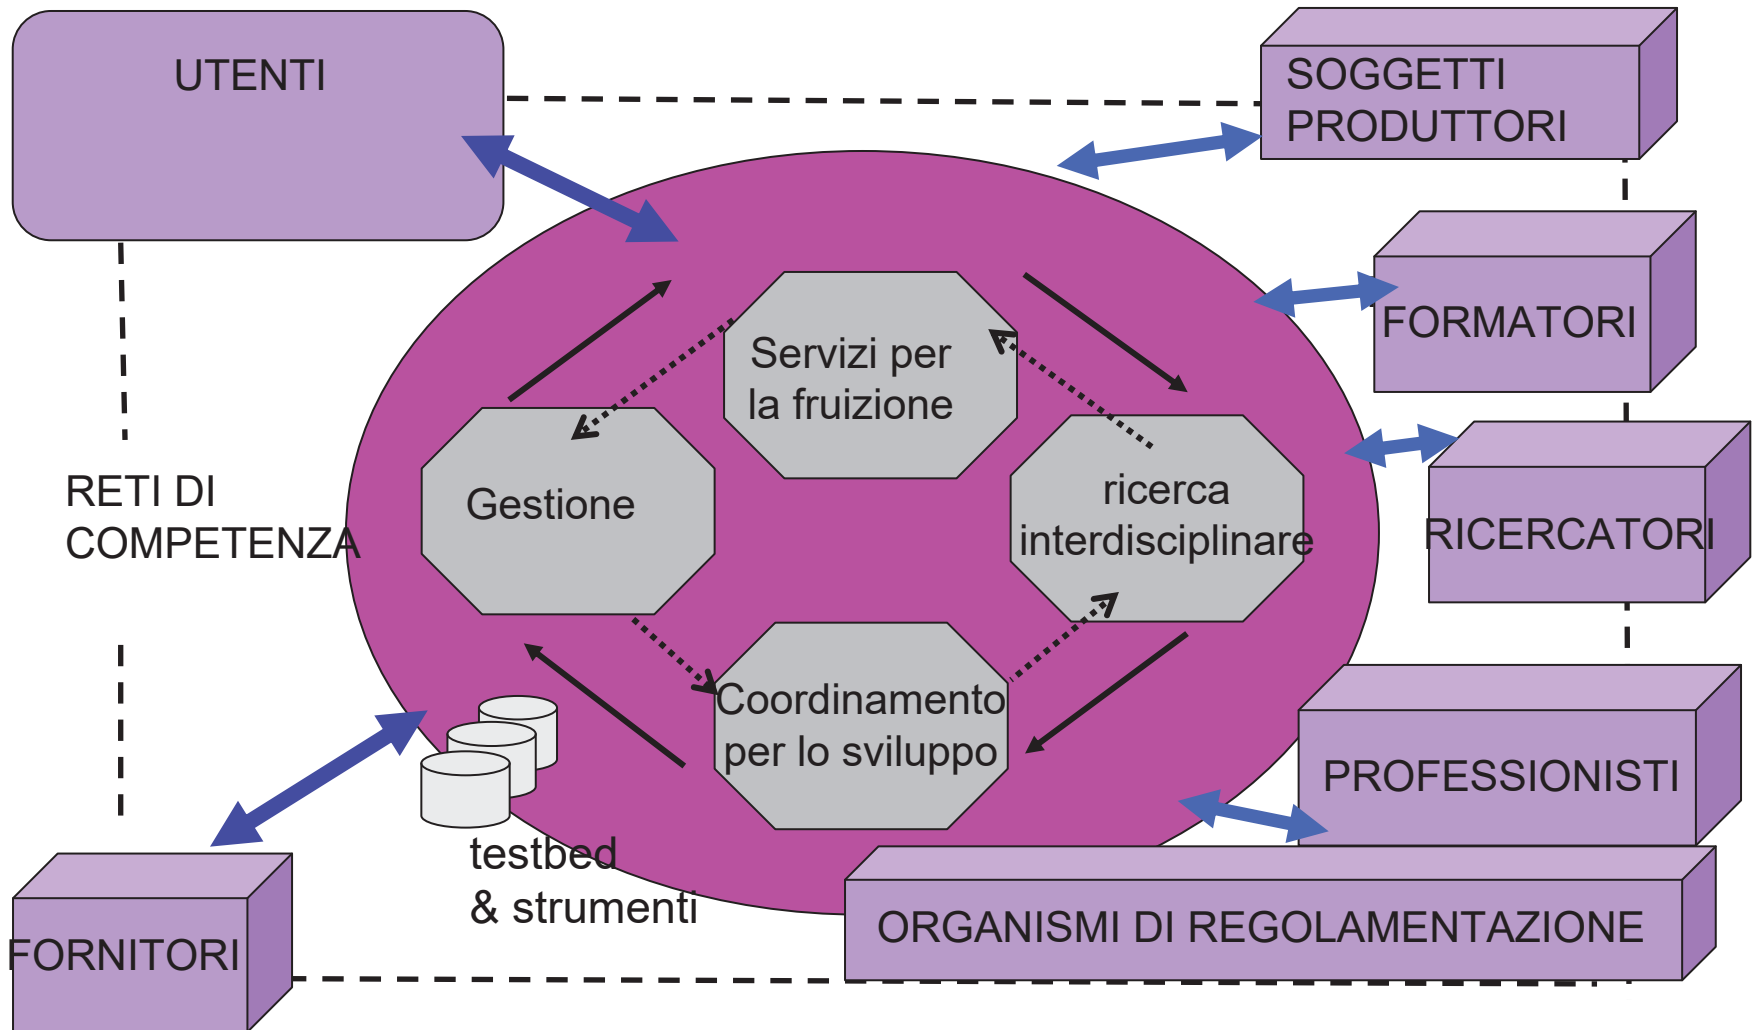 UTENTI
SOGGETTI
PRODUTTORI
FORMATORI
Servizi per
la fruizione
RETI DI
COMPETENZA
Gestione
ricerca
interdisciplinare
RICERCATORI
Coordinamento
per lo sviluppo
PROFESSIONISTI
testbed
& strumenti
ORGANISMI DI REGOLAMENTAZIONE
FORNITORI